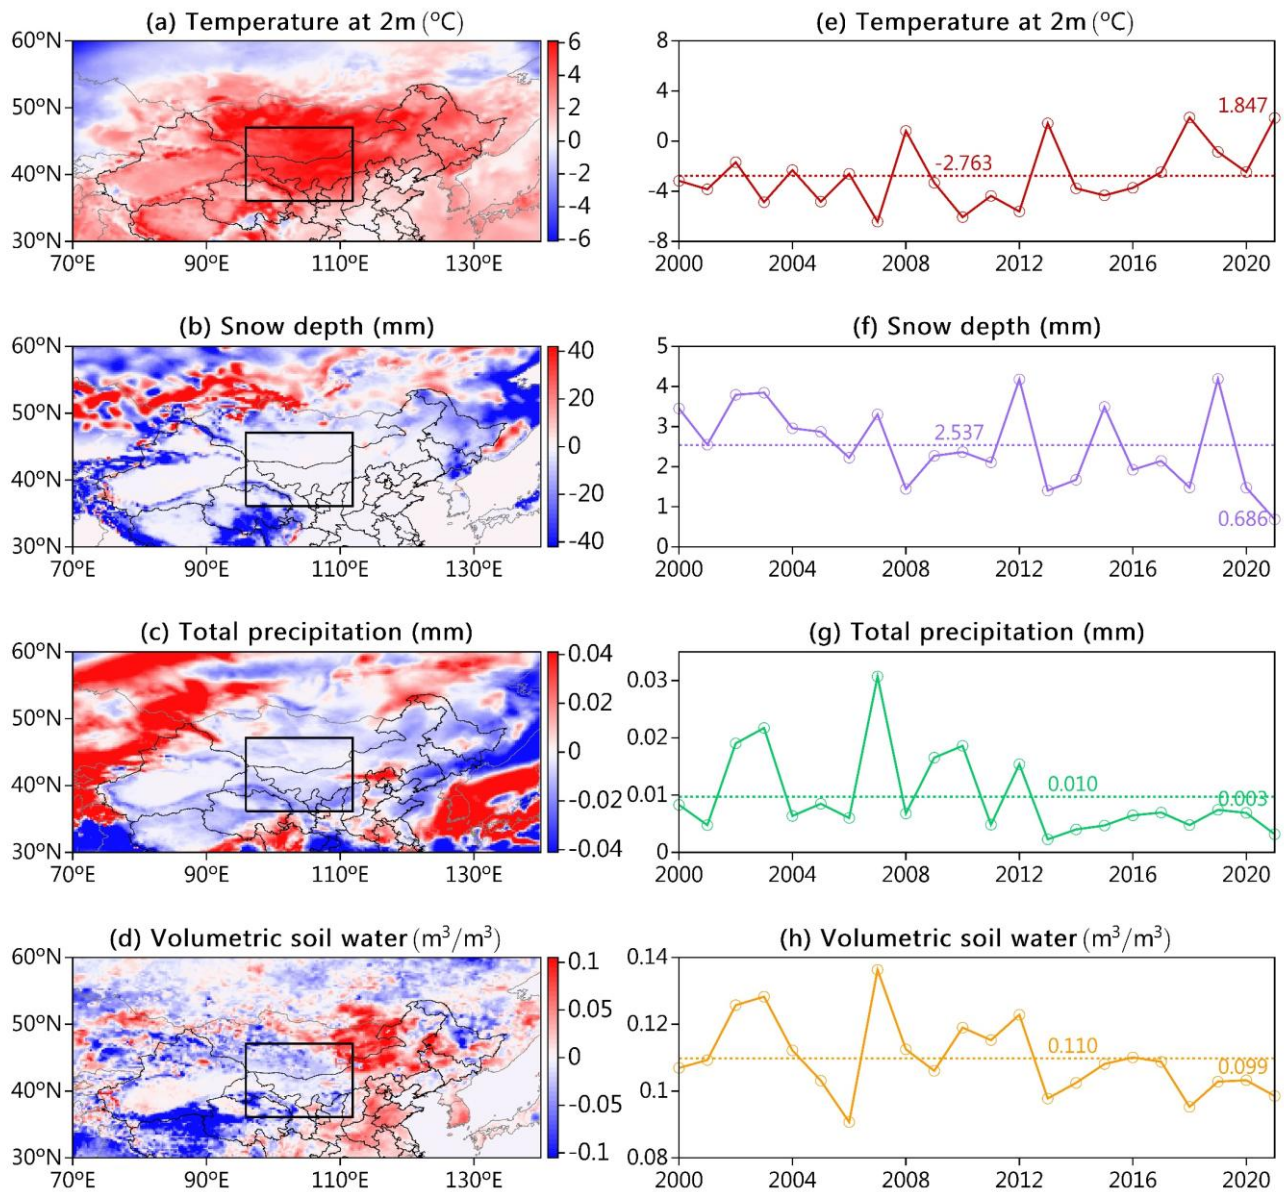 (a) Temperature at 2m (°C)
60°N
50°N
40°N
30°N
70°E 90°E 110°E 130°E
6
4
2
0
-2
-4
-6
(e) Temperature at 2m (°C)
8
4
0
-4
-8
1.847
-2.763
2000 2004 2008 2012 2016 2020
(b) Snow depth (mm)
60°N
50°N
40°N
30°N
70°E 90°E 110°E 130°E
40
20
0
-20
-40
(f) Snow depth (mm)
5
4
3
2
1
0
2.537
0.686
2000 2004 2008 2012 2016 2020
(c) Total precipitation (mm)
60°N
50°N
40°N
30°N
70°E 90°E 110°E 130°E
0.04
0.02
0
-0.02
-0.04
(g) Total precipitation (mm)
0.03
0.02
0.01
0
0.010
0.003
2000 2004 2008 2012 2016 2020
(d) Volumetric soil water (m³/m³)
60°N
50°N
40°N
30°N
70°E 90°E 110°E 130°E
0.1
0.05
0
-0.05
-0.1
(h) Volumetric soil water (m³/m³)
0.14
0.12
0.1
0.08
0.110
0.099
2000 2004 2008 2012 2016 2020